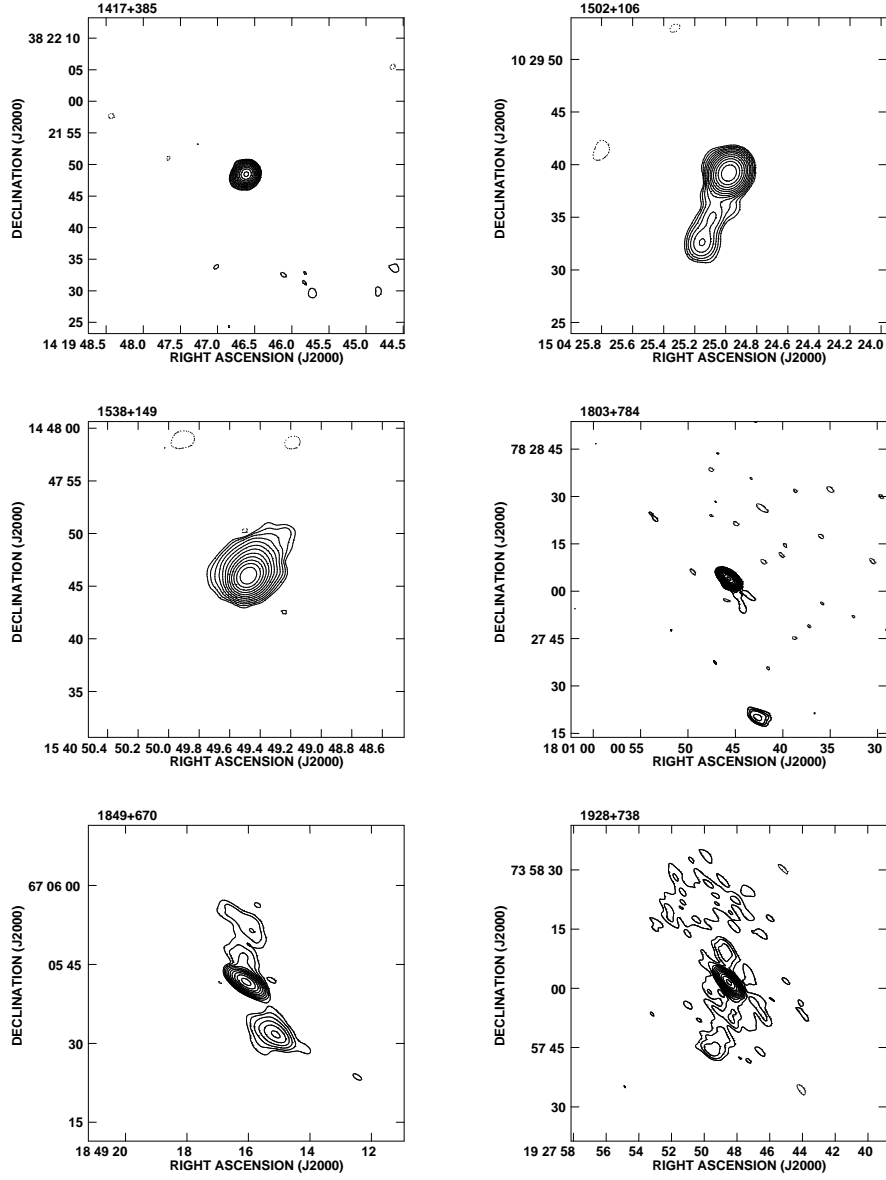 1417+385
DECLINATION (J2000)
38 22 10
05
00
21 55
50
45
40
35
30
25
14 19 48.5 48.0 47.5 47.0 46.5 46.0 45.5 45.0 44.5
RIGHT ASCENSION (J2000)
1502+106
DECLINATION (J2000)
10 29 50
45
40
35
30
25
15 04 25.8 25.6 25.4 25.2 25.0 24.8 24.6 24.4 24.2 24.0
RIGHT ASCENSION (J2000)
1538+149
DECLINATION (J2000)
14 48 00
47 55
50
45
40
35
15 40 50.4 50.2 50.0 49.8 49.6 49.4 49.2 49.0 48.8 48.6
RIGHT ASCENSION (J2000)
1803+784
DECLINATION (J2000)
78 28 45
30
15
00
27 45
30
15
18 01 00 00 55 50 45 40 35 30
RIGHT ASCENSION (J2000)
1849+670
DECLINATION (J2000)
67 06 00
05 45
30
15
18 49 20 18 16 14 12
RIGHT ASCENSION (J2000)
1928+738
DECLINATION (J2000)
73 58 30
15
00
57 45
30
19 27 58 56 54 52 50 48 46 44 42 40
RIGHT ASCENSION (J2000)